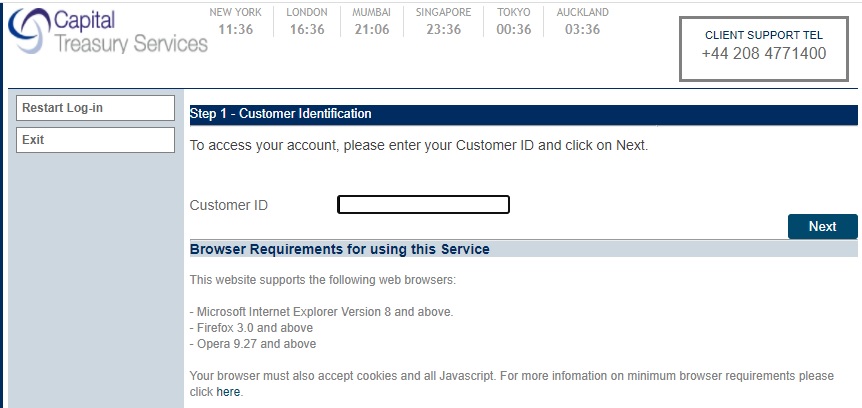 Capital
Treasury Services
NEW YORK LONDON MUMBAI SINGAPORE TOKYO AUCKLAND
11:36 16:36 21:06 23:36 00:36 03:36
CLIENT SUPPORT TEL
+44 208 4771400
Restart Log-in
Exit
Step 1 - Customer Identification
To access your account, please enter your Customer ID and click on Next.
Customer ID
Next
Browser Requirements for using this Service
This website supports the following web browsers:
- Microsoft Internet Explorer Version 8 and above.
- Firefox 3.0 and above
- Opera 9.27 and above
Your browser must also accept cookies and all Javascript. For more infomation on minimum browser requirements please
click here.